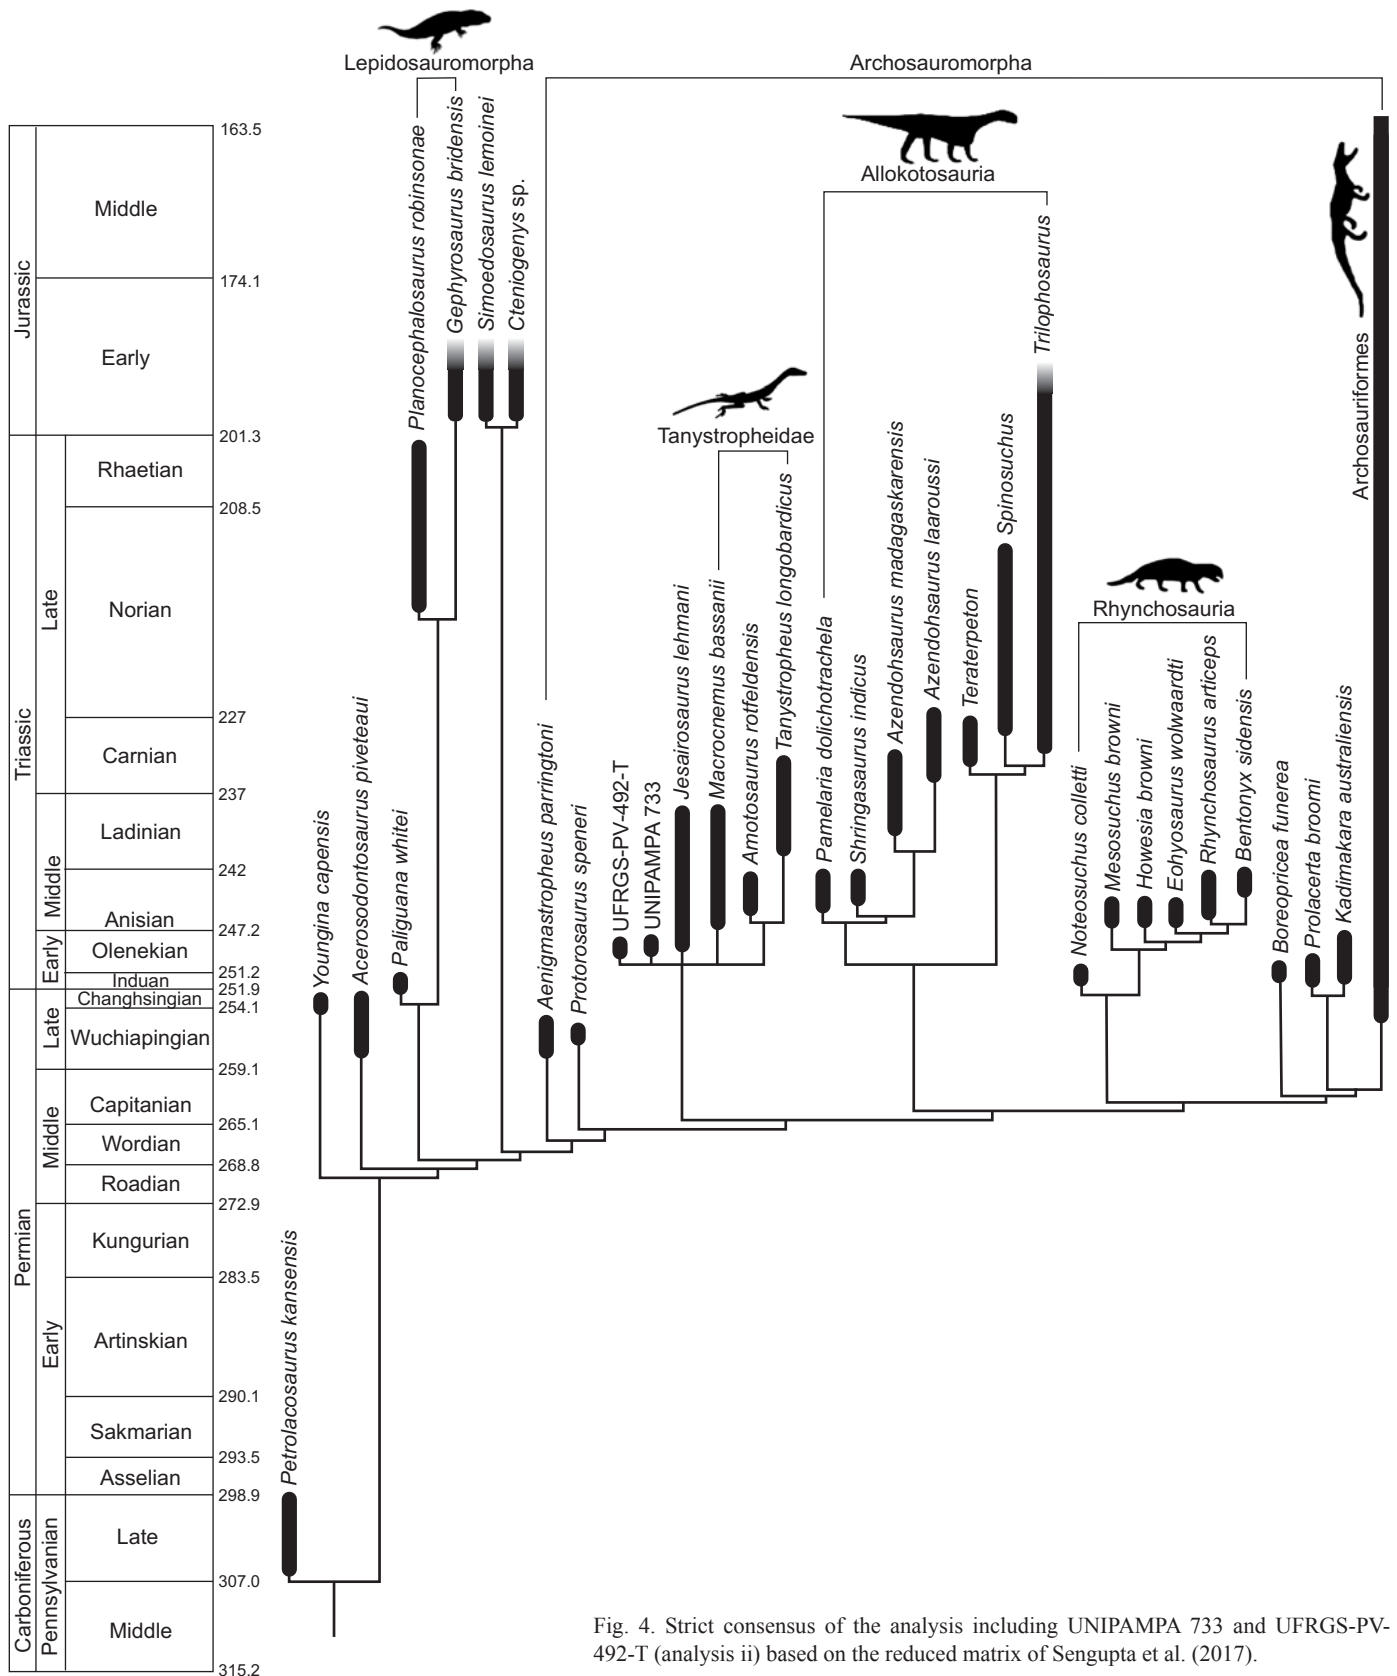 Lepidosauromorpha
Archosauromorpha
Allokotosauria
Tanystropheidae
Rhynchosauria
Archosauriformes
Jurassic
Middle
Early
Triassic
Late
Rhaetian
Norian
Carnian
Middle
Ladinian
Anisian
Early
Olenekian
Induan
Permian
Late
Changhsingian
Wuchiapingian
Middle
Capitanian
Wordian
Roadian
Early
Kungurian
Artinskian
Sakmarian
Asselian
Carboniferous
Pennsylvanian
Late
Middle
163.5
174.1
201.3
208.5
227
237
242
247.2
251.2
251.9
254.1
259.1
265.1
268.8
272.9
283.5
290.1
293.5
298.9
307.0
315.2
Petrolacosaurus kansensis
Youngina capensis
Acerosodontosaurus piveteaui
Paliguana whitei
Planocephalosaurus robinsonae
Gephyrosaurus bridensis
Simoedosaurus lemoinei
Cteniogenys sp.
Aenigmastropheus parringtoni
Protorosaurus speneri
UFRGS-PV-492-T
UNIPAMPA 733
Jesairosaurus lehmani
Macrocnemus bassanii
Amotosaurus rotfeldensis
Tanystropheus longobardicus
Pamelaria dolichotrachela
Shringasaurus indicus
Azendohsaurus madagaskarensis
Azendohsaurus laaroussi
Teraterpeton
Spinosuchus
Trilophosaurus
Noteosuchus colletti
Mesosuchus browni
Howesia browni
Eohyosaurus wolwaardti
Rhynchosaurus articeps
Bentonyx sidensis
Boreopricea funerea
Prolacerta broomi
Kadimakara australiensis
Fig. 4. Strict consensus of the analysis including UNIPAMPA 733 and UFRGS-PV-
492-T (analysis ii) based on the reduced matrix of Sengupta et al. (2017).